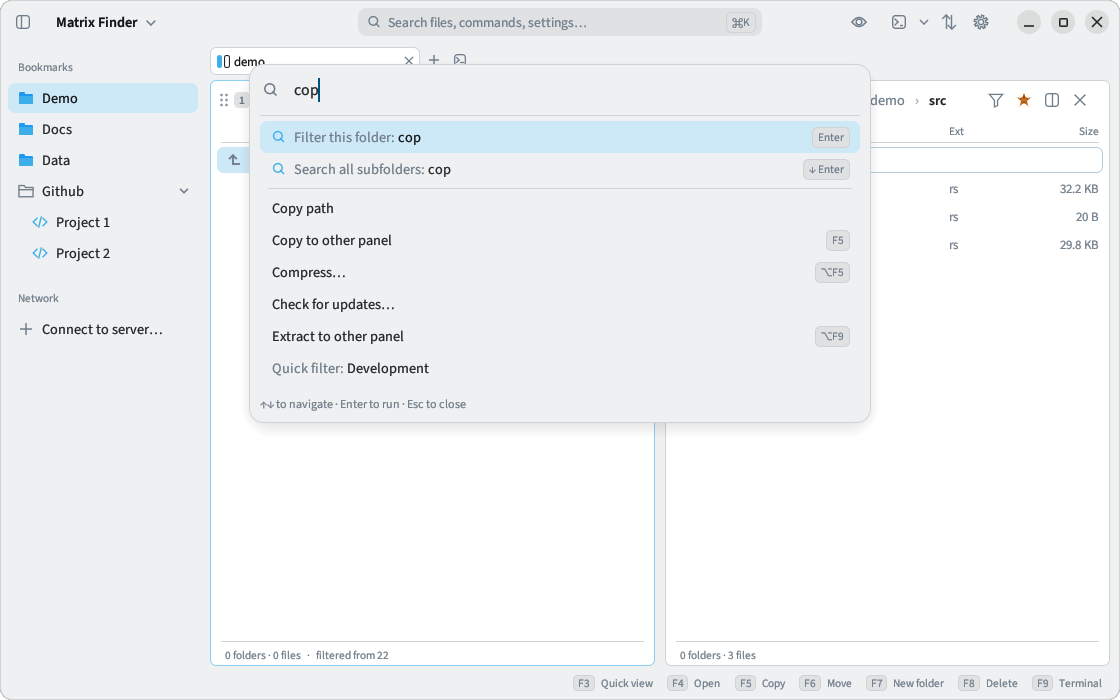 Matrix Finder
Search files, commands, settings… ⌘K
Bookmarks
Demo
Docs
Data
Github
Project 1
Project 2
Network
Connect to server…
demo
1
cop
Filter this folder: cop Enter
Search all subfolders: cop ↓ Enter
Copy path
Copy to other panel F5
Compress… ⌥F5
Check for updates…
Extract to other panel ⌥F9
Quick filter: Development
↑↓ to navigate · Enter to run · Esc to close
demo › src
Ext Size
rs 32.2 KB
rs 20 B
rs 29.8 KB
0 folders · 0 files · filtered from 22
0 folders · 3 files
F3 Quick view F4 Open F5 Copy F6 Move F7 New folder F8 Delete F9 Terminal